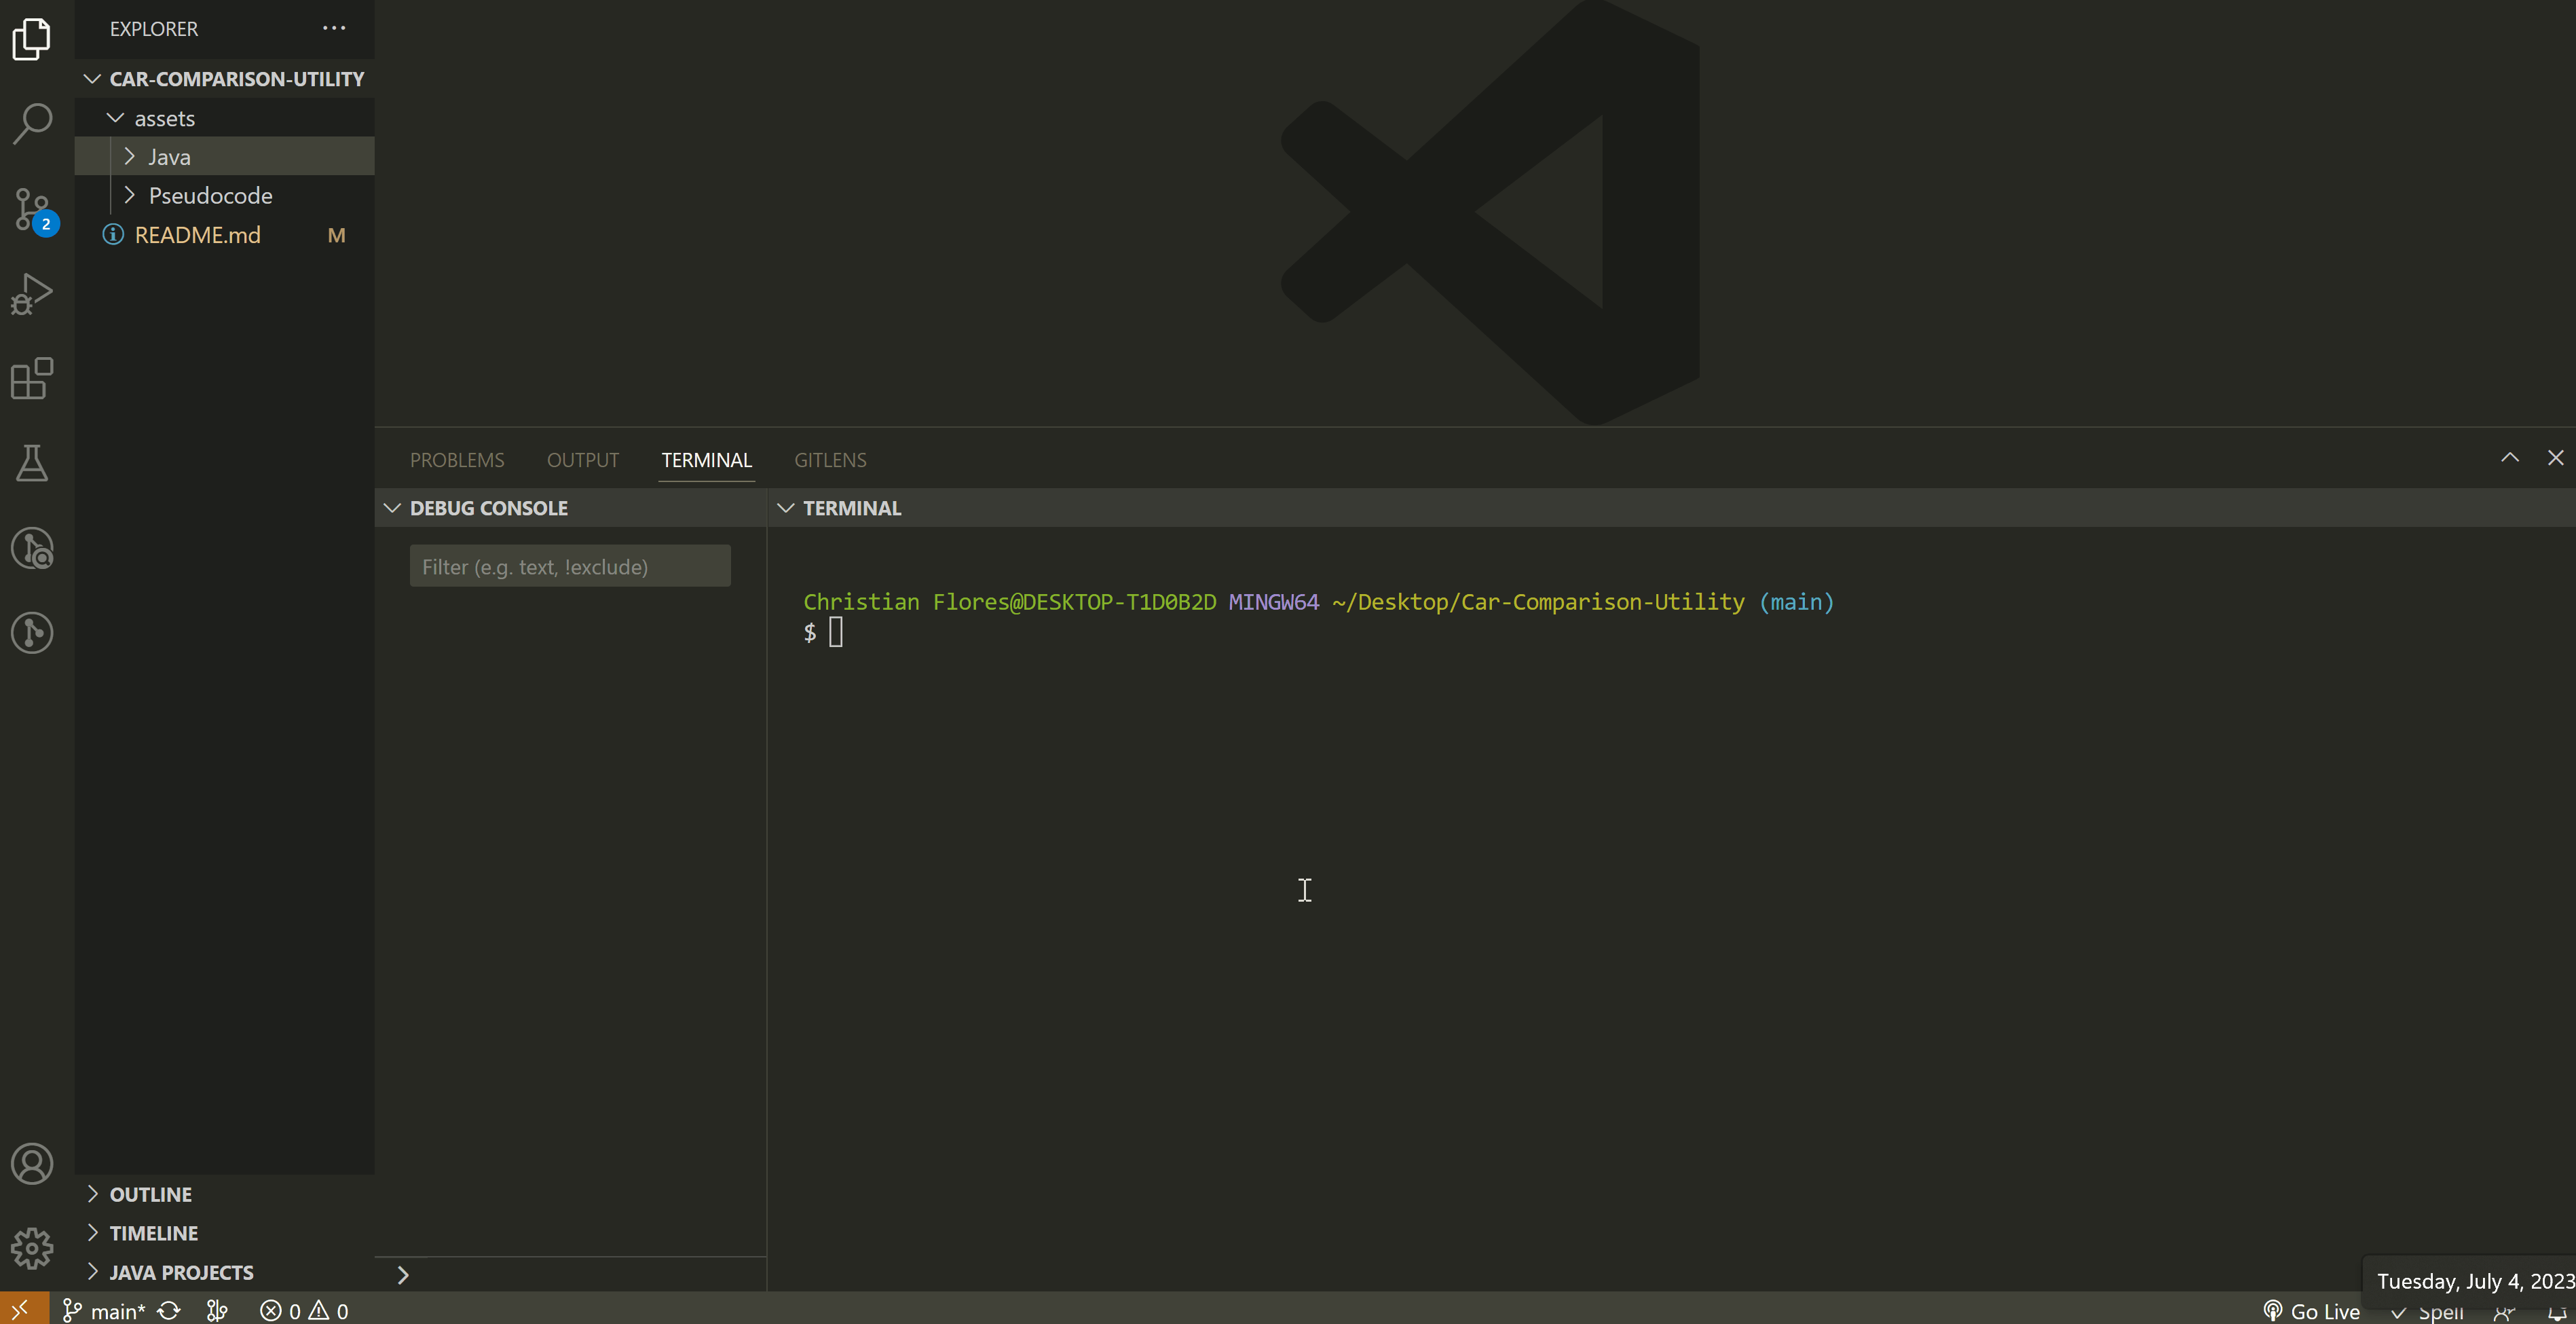 EXPLORER
CAR-COMPARISON-UTILITY
assets
Java
Pseudocode
README.md M
2
OUTLINE
TIMELINE
JAVA PROJECTS
PROBLEMS OUTPUT TERMINAL GITLENS
DEBUG CONSOLE
Filter (e.g. text, !exclude)
TERMINAL
Christian Flores@DESKTOP-T1D0B2D MINGW64 ~/Desktop/Car-Comparison-Utility (main)
$
Tuesday, July 4, 2023
main* 0 0 Go Live Spell